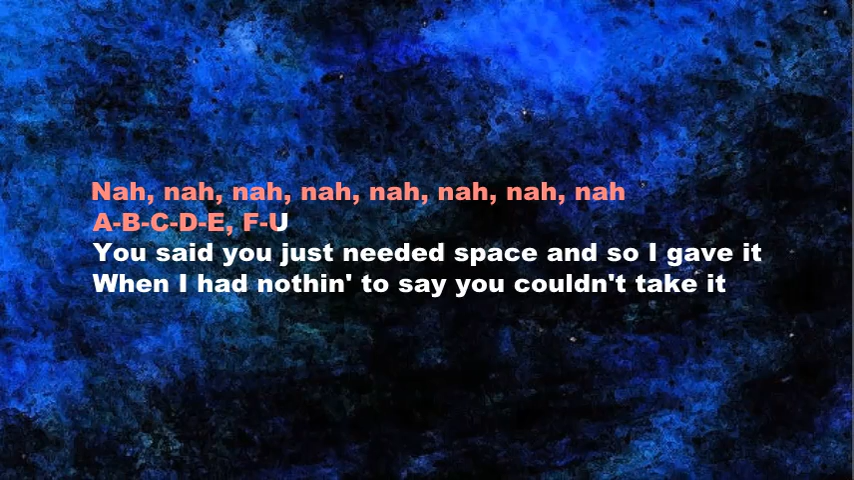 Nah, nah, nah, nah, nah, nah, nah, nah
A-B-C-D-E, F-U
You said you just needed space and so I gave it
When I had nothin' to say you couldn't take it